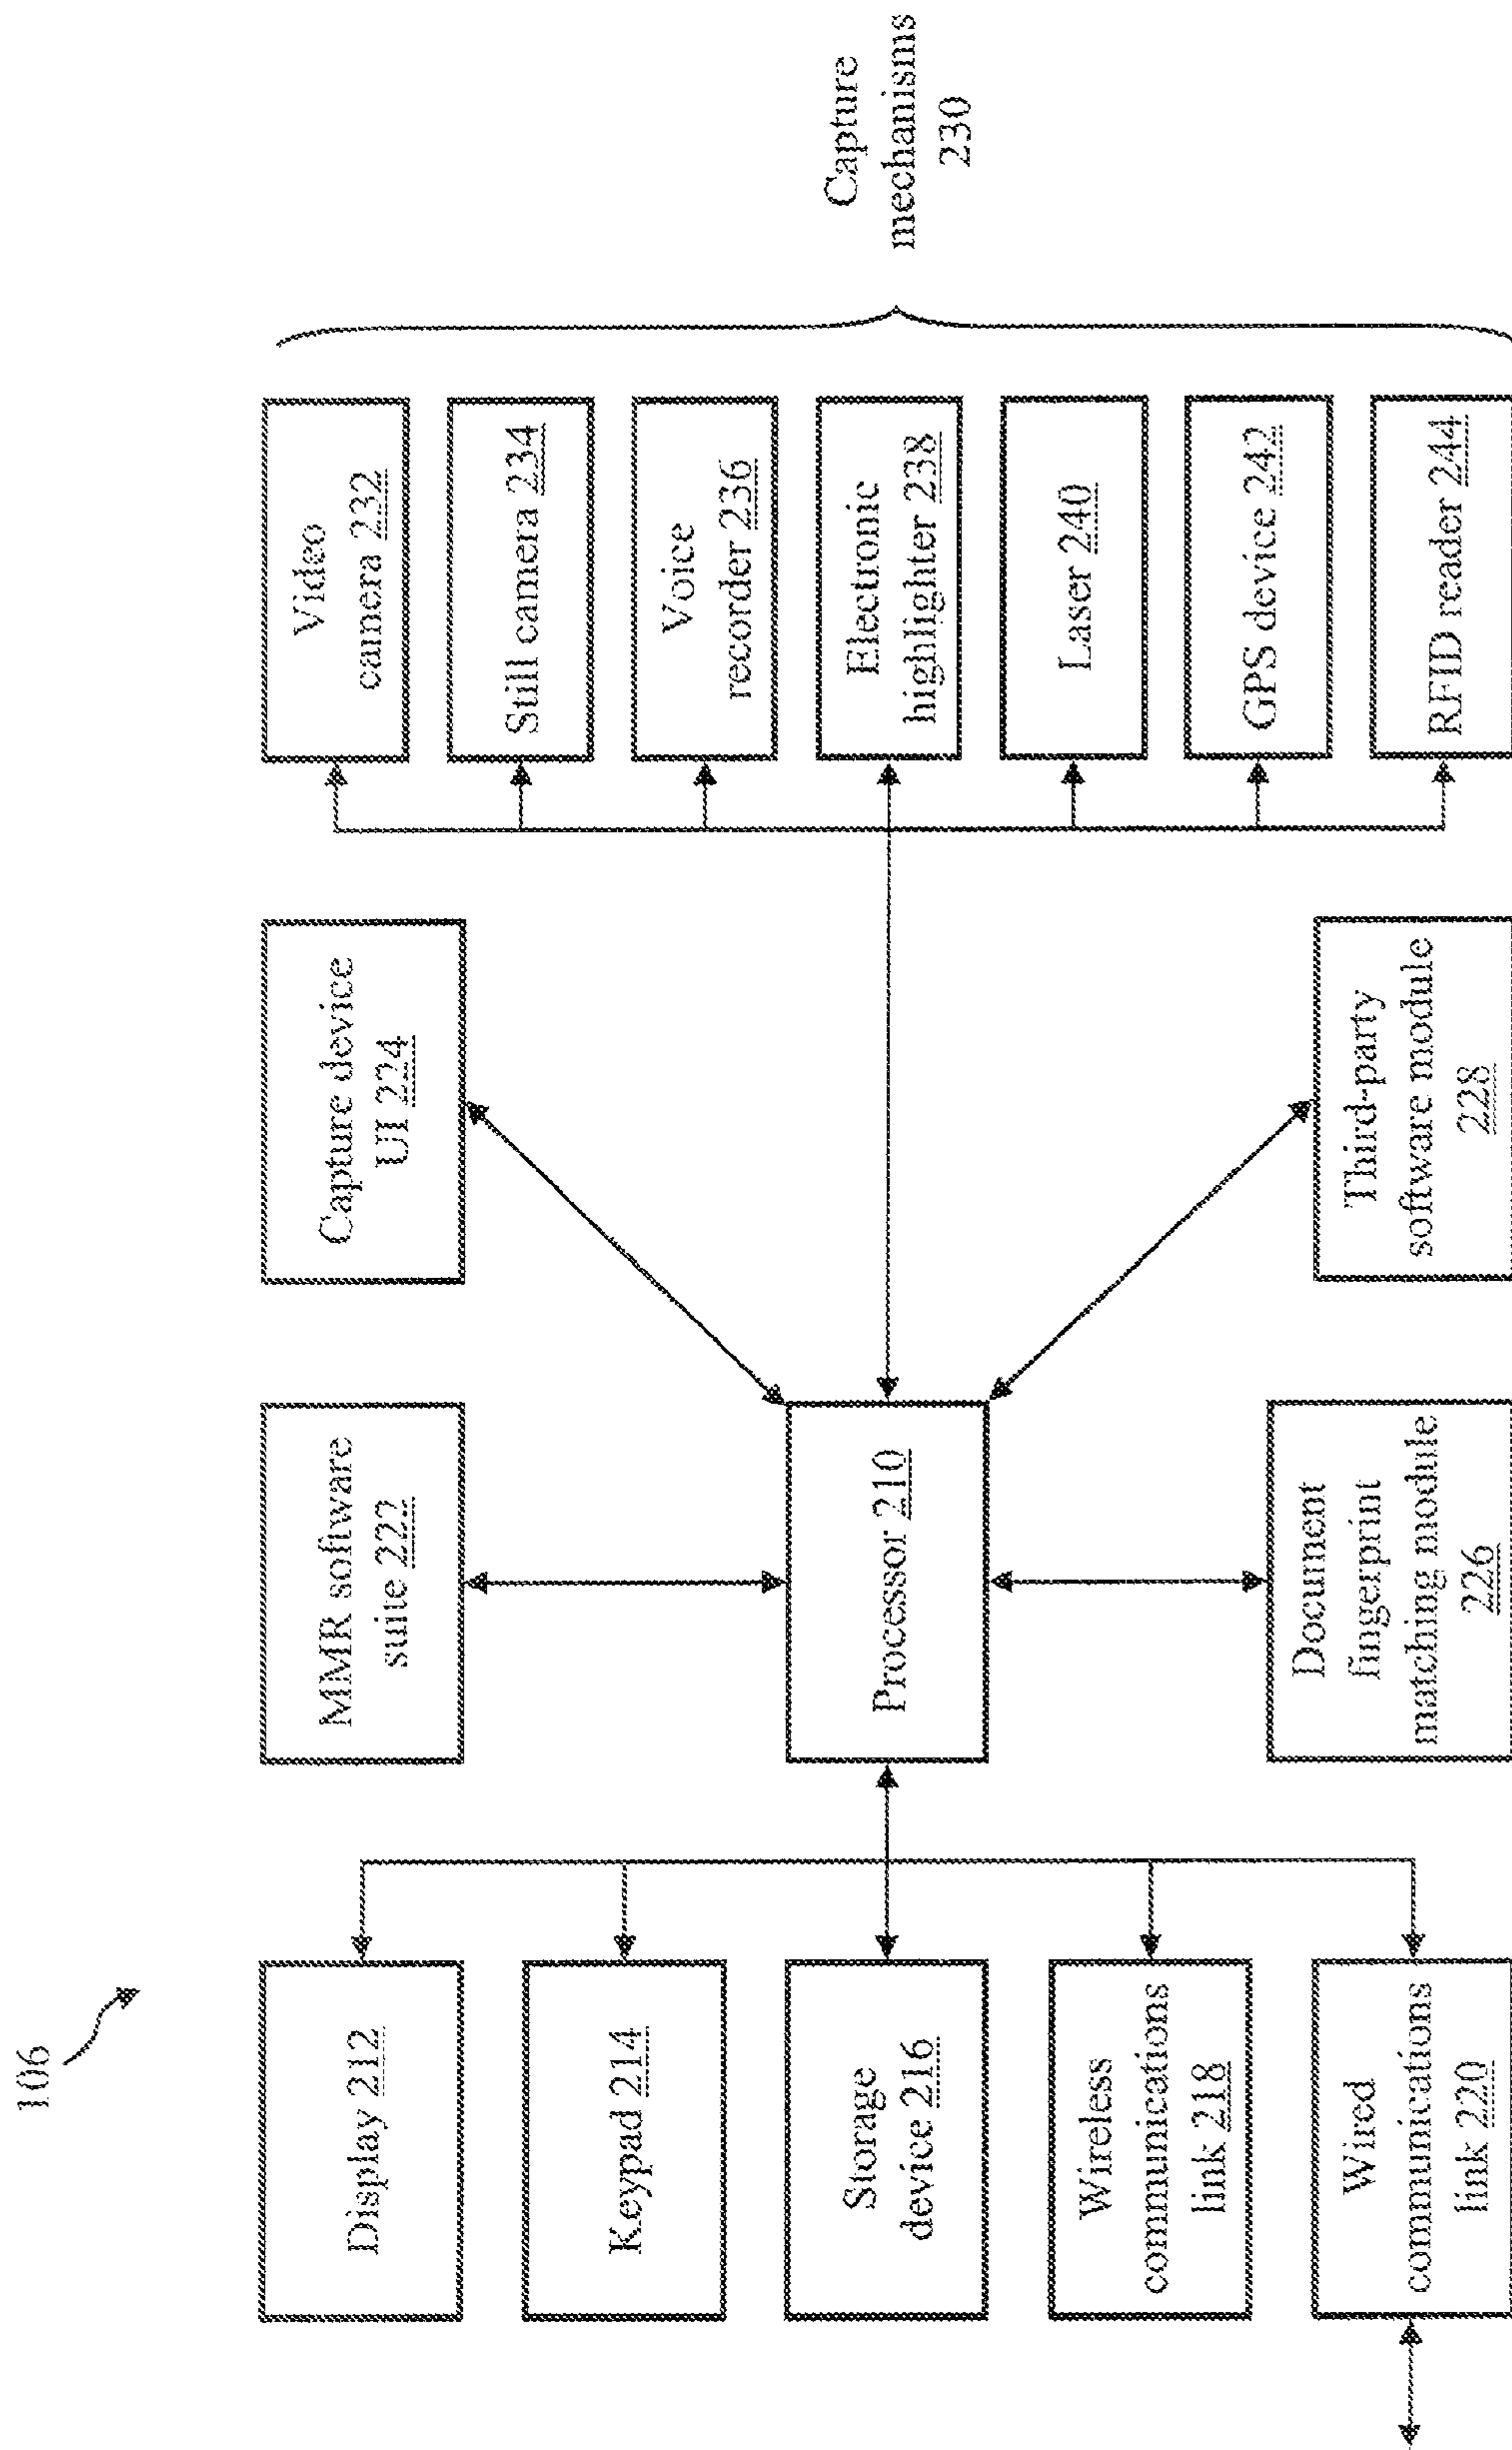 106
Display 212
Keypad 214
Storage
device 216
Wireless
communications
link 218
Wired
communications
link 220
MMR software
suite 222
Processor 210
Document
fingerprint
matching module
226
Capture device
UI 224
Third-party
software module
228
Video
camera 232
Still camera 234
Voice
recorder 236
Electronic
highlighter 238
Laser 240
GPS device 242
RFID reader 244
Capture
mechanisms
230